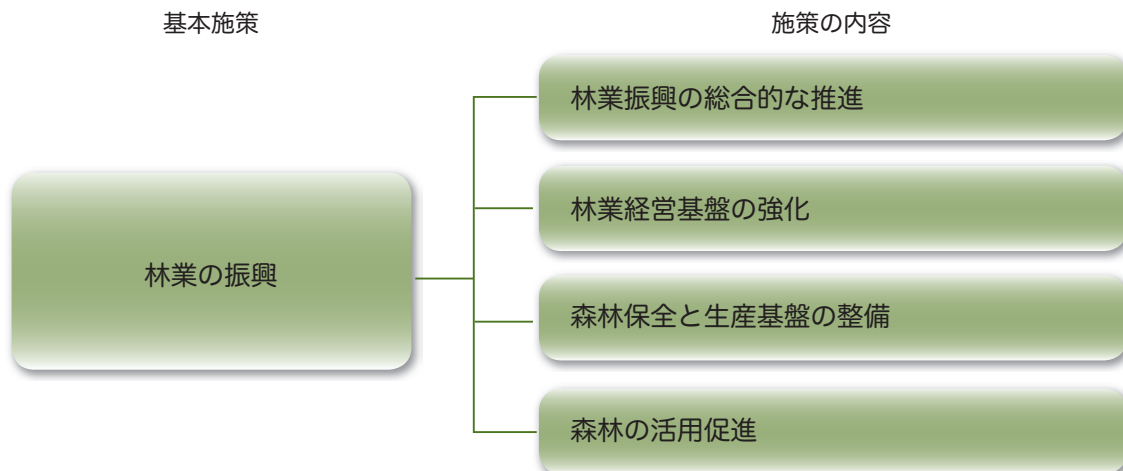 基本施策
施策の内容
林業の振興
林業振興の総合的な推進
林業経営基盤の強化
森林保全と生産基盤の整備
森林の活用促進